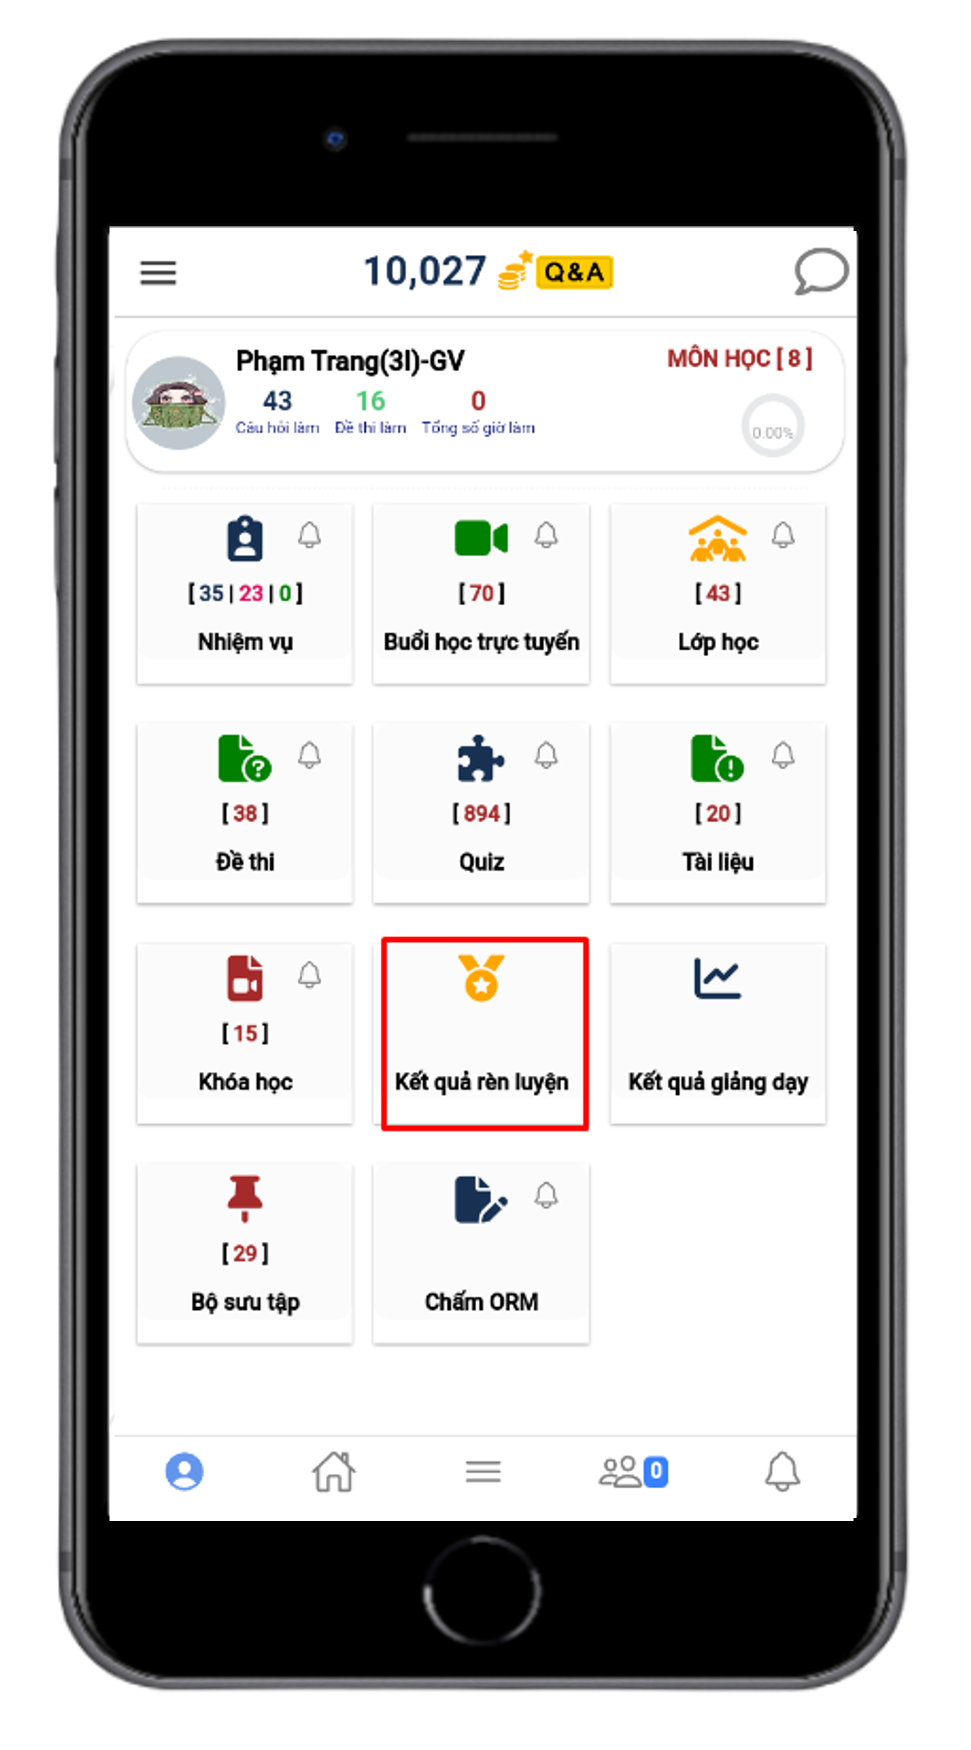 10,027 Q&A
Phạm Trang(3I)-GV
MÔN HỌC [ 8 ]
43 16 0
Câu hỏi làm Đề thi làm Tổng số giờ làm
0.00%
[ 35 | 23 | 0 ]
Nhiệm vụ
[ 70 ]
Buổi học trực tuyến
[ 43 ]
Lớp học
[ 38 ]
Đề thi
[ 894 ]
Quiz
[ 20 ]
Tài liệu
[ 15 ]
Khóa học
Kết quả rèn luyện
Kết quả giảng dạy
[ 29 ]
Bộ sưu tập
Chấm ORM
0